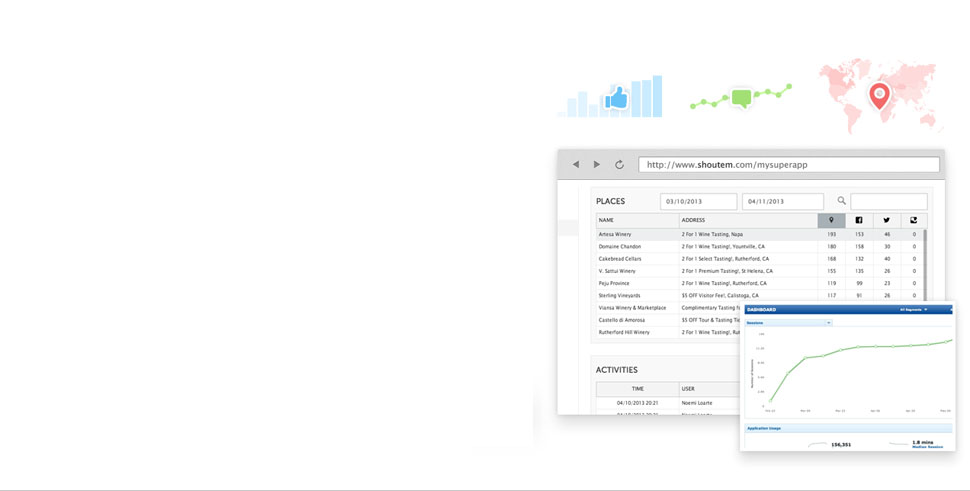 http://www.shoutem.com/mysuperapp
PLACES 03/10/2013 04/11/2013
NAME ADDRESS
Artesa Winery 2 For 1 Wine Tasting, Napa 193 153 46 0
Domaine Chandon 2 For 1 Wine Tasting!, Yountville, CA 180 158 30 0
Cakebread Cellars 2 For 1 Select Tasting!, Rutherford, CA 168 132 40 0
V. Sattui Winery 2 For 1 Premium Tasting!, St Helena, CA 155 135 26 0
Peju Province 2 For 1 Wine Tasting!, Rutherford, CA 119 99 23 0
Sterling Vineyards $5 OFF Visitor Fee!, Calistoga, CA 117 91 26 0
Viansa Winery & Marketplace Complimentary Tasting
Castello di Amorosa $5 OFF Tour & Tasting
Rutherford Hill Winery 2 For 1 Wine Tasting!, Ru
ACTIVITIES
TIME USER
04/10/2013 20:21 Noemi Loarte
DASHBOARD All Segments
Sessions
Number of Sessions
Application Usage
156,351
1.8 mins
Median Session